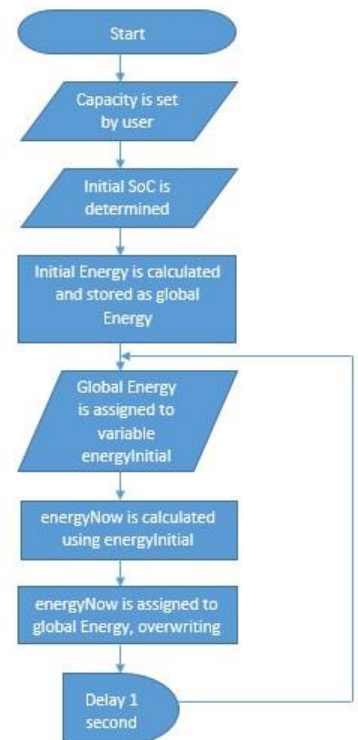 Start
Capacity is set
by user
Initial SoC is
determined
Initial Energy is calculated
and stored as global
Energy
Global Energy
is assigned to
variable
energyInitial
energyNow is calculated
using energyInitial
energyNow is assigned to
global Energy, overwriting
Delay 1
second